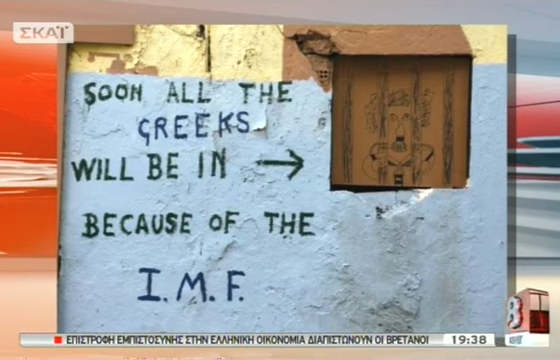 ΣΚΑΪ
SOON ALL THE
GREEKS
WILL BE IN →
BECAUSE OF THE
I.M.F.
ΕΠΙΣΤΡΟΦΗ ΕΜΠΙΣΤΟΣΥΝΗΣ ΣΤΗΝ ΕΛΛΗΝΙΚΗ ΟΙΚΟΝΟΜΙΑ ΔΙΑΠΙΣΤΩΝΟΥΝ ΟΙ ΒΡΕΤΑΝΟΙ
19:38
8